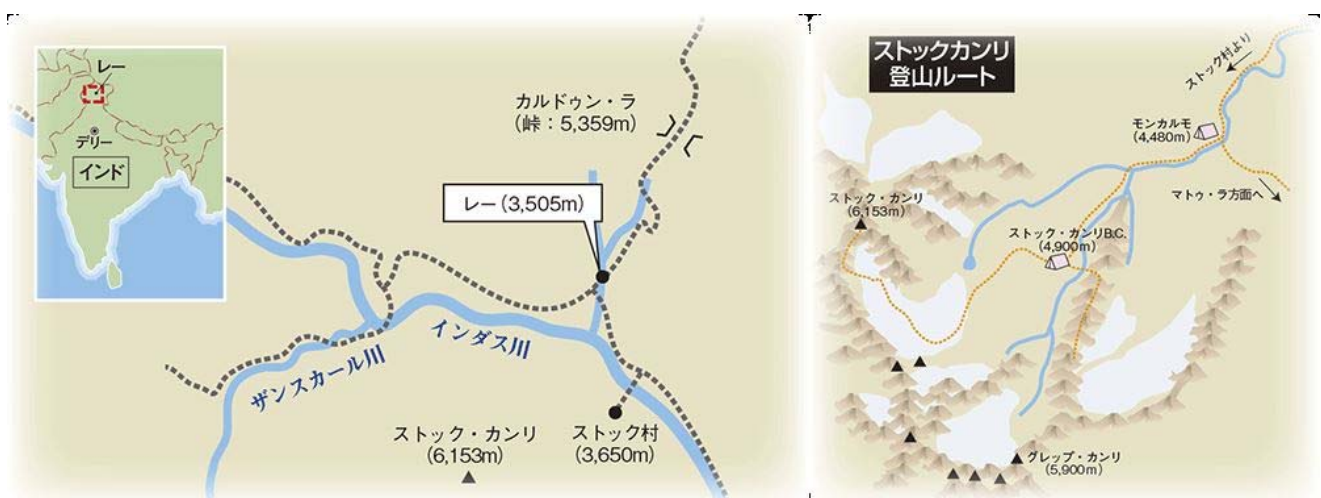 レー
デリー
インド
カルドゥン・ラ
(峠：5,359m)
レー(3,505m)
インダス川
ザンスカール川
ストック・カンリ
(6,153m)
ストック村
(3,650m)
ストックカンリ
登山ルート
ストック村より
モンカルモ
(4,480m)
マトゥ・ラ方面へ
ストック・カンリ
(6,153m)
ストック・カンリB.C.
(4,900m)
グレップ・カンリ
(5,900m)